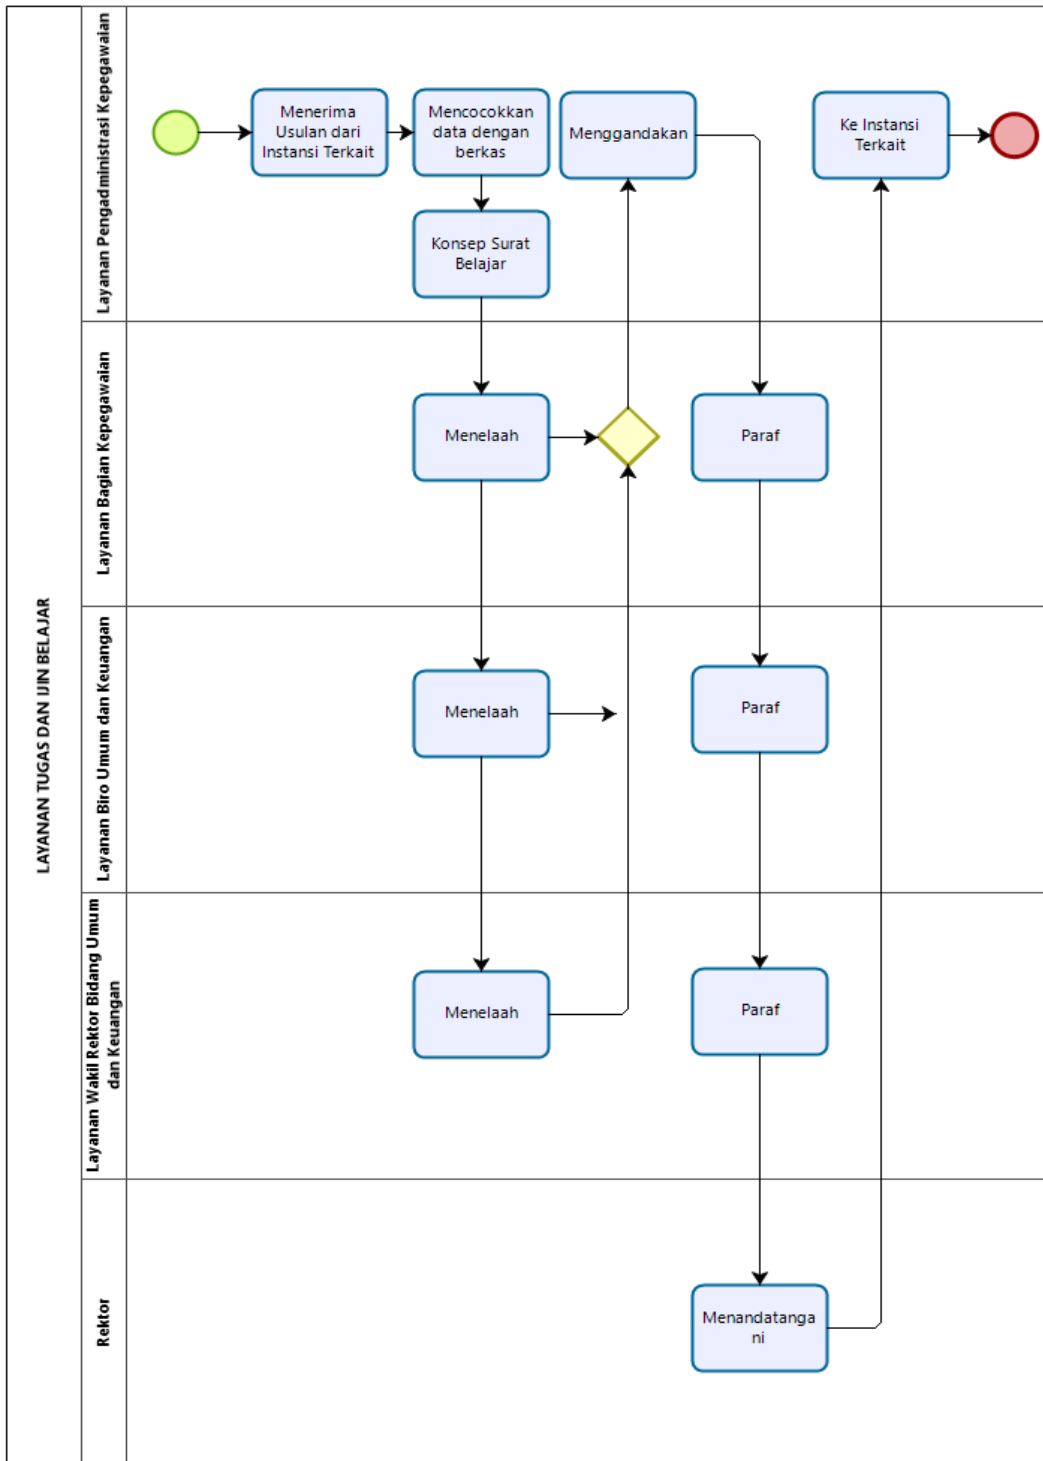 LAYANAN TUGAS DAN IJIN BELAJAR
Layanan Pengadministrasi Kepegawaian
Menerima
Usulan dari
Instansi Terkait
Mencocokkan
data dengan
berkas
Menggandakan
Ke Instansi
Terkait
Konsep Surat
Belajar
Layanan Bagian Kepegawaian
Menelaah
Paraf
Layanan Biro Umum dan Keuangan
Menelaah
Paraf
Layanan Wakil Rektor Bidang Umum
dan Keuangan
Menelaah
Paraf
Rektor
Menandatanga
ni